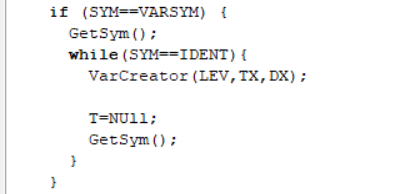 if (SYM==VARSYM) {
GetSym();
while(SYM==IDENT){
VarCreator(LEV,TX,DX);
T=NUll;
GetSym();
}
}